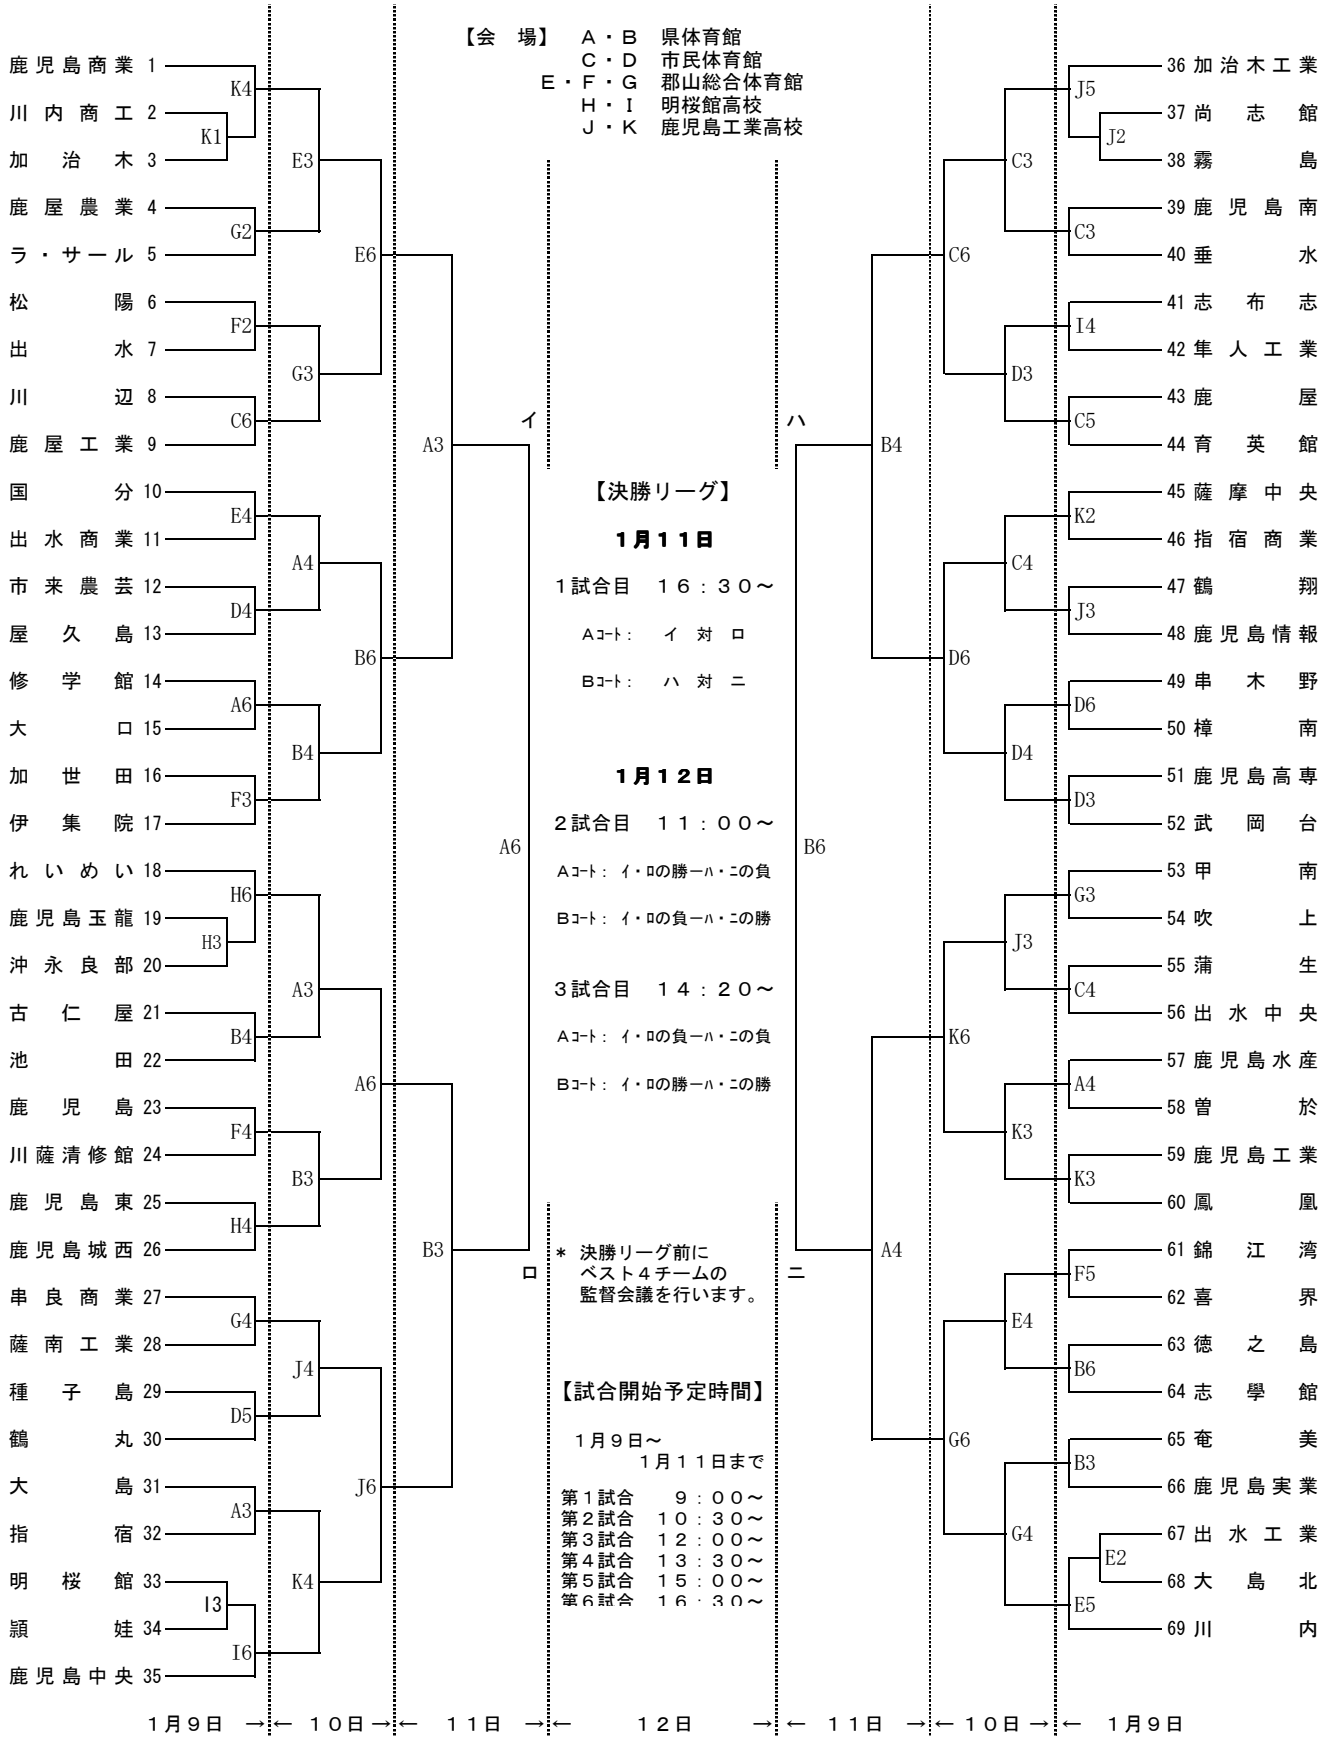 【会　場】　Ａ・Ｂ　県体育館
Ｃ・Ｄ　市民体育館
Ｅ・Ｆ・Ｇ　郡山総合体育館
Ｈ・Ｉ　明桜館高校
Ｊ・Ｋ　鹿児島工業高校
鹿児島商業 1
川内商工 2
加治木 3
鹿屋農業 4
ラ・サール 5
松陽 6
出水 7
川辺 8
鹿屋工業 9
国分 10
出水商業 11
市来農芸 12
屋久島 13
修学館 14
大口 15
加世田 16
伊集院 17
れいめい 18
鹿児島玉龍 19
沖永良部 20
古仁屋 21
池田 22
鹿児島 23
川薩清修館 24
鹿児島東 25
鹿児島城西 26
串良商業 27
薩南工業 28
種子島 29
鶴丸 30
大島 31
指宿 32
明桜館 33
頴娃 34
鹿児島中央 35
K4
K1
G2
F2
C6
E4
D4
A6
F3
H6
H3
B4
F4
H4
G4
D5
A3
I3
I6
E3
G3
A4
B4
A3
B3
J4
K4
E6
B6
A6
J6
A3
B3
イ
A6
ロ
【決勝リーグ】
１月１１日
１試合目　１６：３０～
Ａｺｰﾄ：　イ　対　ロ
Ｂｺｰﾄ：　ハ　対　ニ
１月１２日
２試合目　１１：００～
Ａｺｰﾄ：　ｲ・ﾛの勝ーﾊ・ﾆの負
Ｂｺｰﾄ：　ｲ・ﾛの負ーﾊ・ﾆの勝
３試合目　１４：２０～
Ａｺｰﾄ：　ｲ・ﾛの負ーﾊ・ﾆの負
Ｂｺｰﾄ：　ｲ・ﾛの勝ーﾊ・ﾆの勝
＊ 決勝リーグ前に
ベスト４チームの
監督会議を行います。
【試合開始予定時間】
１月９日～
１月１１日まで
第１試合　９：００～
第２試合　１０：３０～
第３試合　１２：００～
第４試合　１３：３０～
第５試合　１５：００～
第６試合　１６：３０～
ハ
B6
ニ
B4
A4
C6
D6
K6
G6
C3
D3
C4
D4
J3
K3
E4
G4
J5
J2
C3
I4
C5
K2
J3
D6
D3
G3
C4
A4
K3
F5
B6
B3
E2
E5
36 加治木工業
37 尚志館
38 霧島
39 鹿児島南
40 垂水
41 志布志
42 隼人工業
43 鹿屋
44 育英館
45 薩摩中央
46 指宿商業
47 鶴翔
48 鹿児島情報
49 串木野
50 樟南
51 鹿児島高専
52 武岡台
53 甲南
54 吹上
55 蒲生
56 出水中央
57 鹿児島水産
58 曽於
59 鹿児島工業
60 鳳凰
61 錦江湾
62 喜界
63 徳之島
64 志學館
65 奄美
66 鹿児島実業
67 出水工業
68 大島北
69 川内
１月９日　→← １０日 →←　１１日　→←　１２日　→←　１１日　→← １０日 →←　１月９日